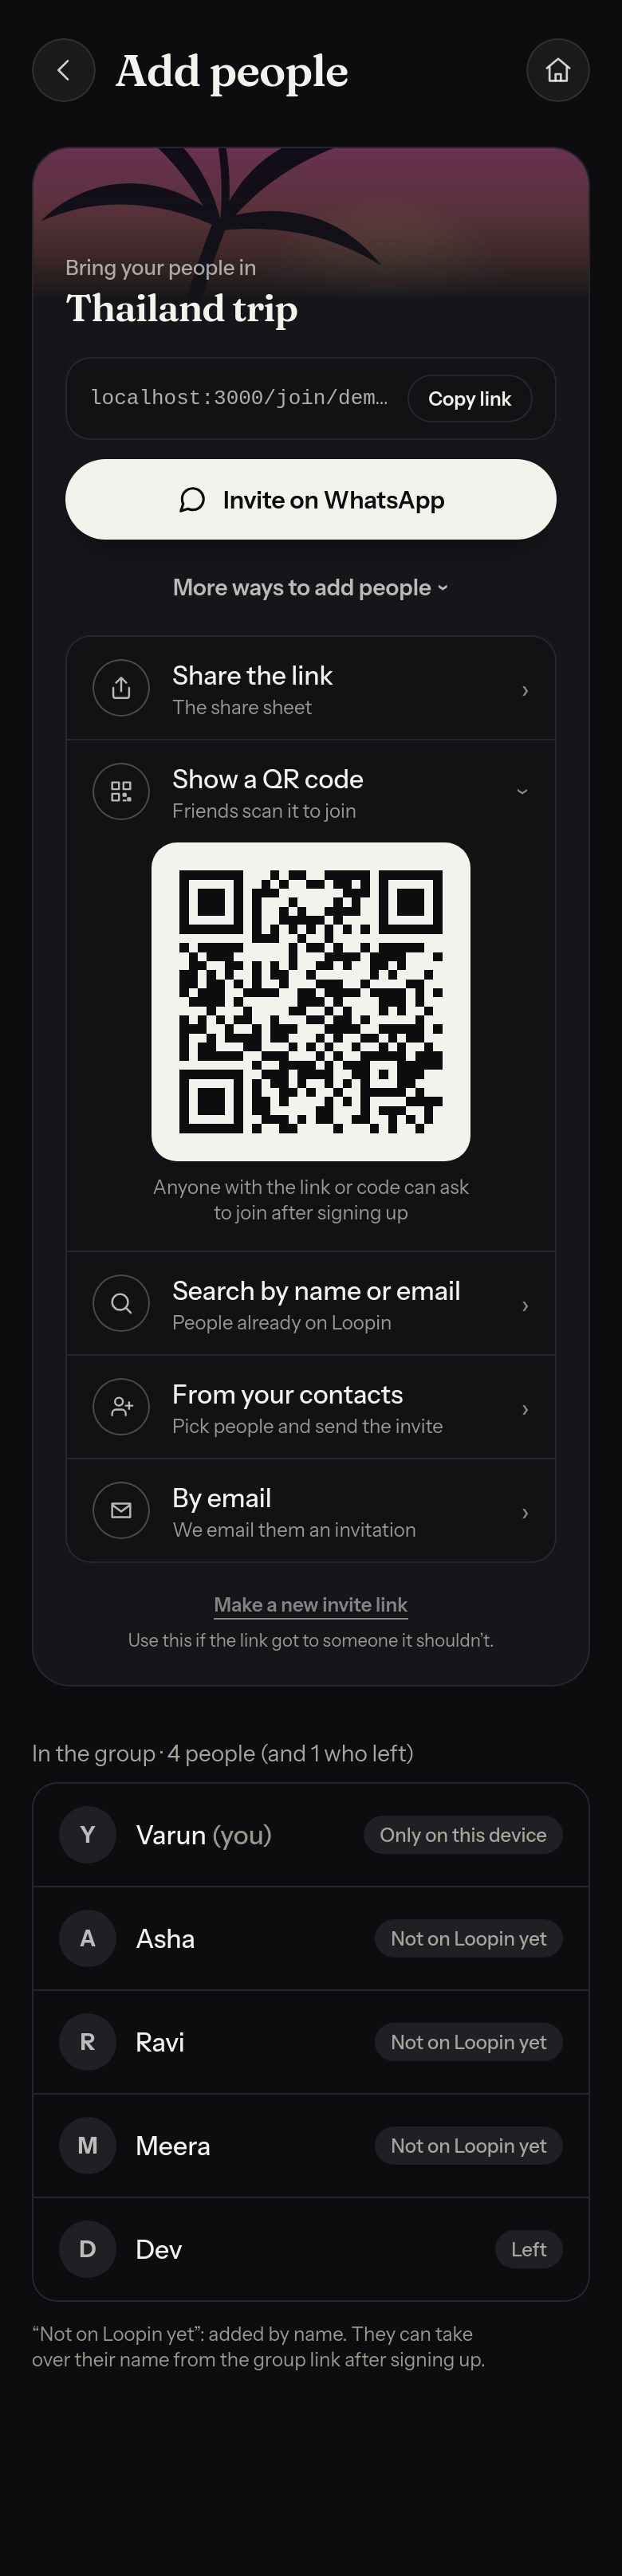 Add people
Bring your people in
Thailand trip
localhost:3000/join/dem…
Copy link
Invite on WhatsApp
More ways to add people
Share the link
The share sheet
Show a QR code
Friends scan it to join
Anyone with the link or code can ask
to join after signing up
Search by name or email
People already on Loopin
From your contacts
Pick people and send the invite
By email
We email them an invitation
Make a new invite link
Use this if the link got to someone it shouldn’t.
In the group · 4 people (and 1 who left)
Y
Varun (you)
Only on this device
A
Asha
Not on Loopin yet
R
Ravi
Not on Loopin yet
M
Meera
Not on Loopin yet
D
Dev
Left
“Not on Loopin yet”: added by name. They can take
over their name from the group link after signing up.